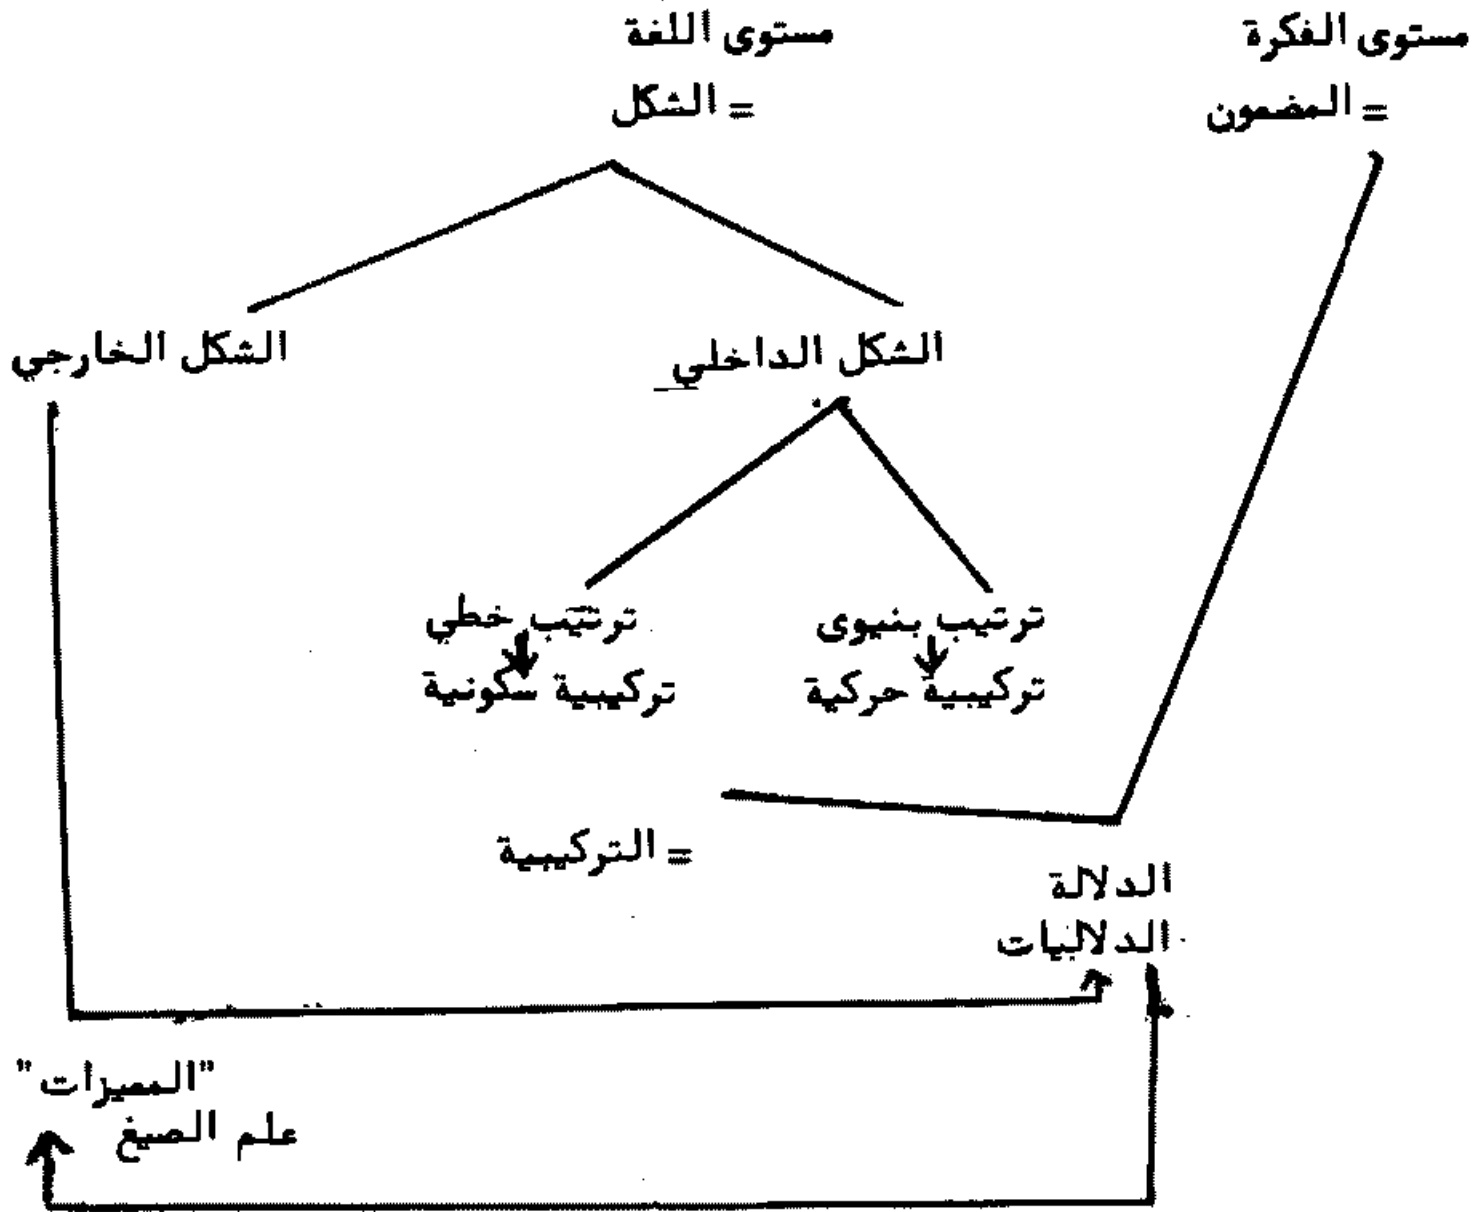 مستوى الفكرة
= المضمون
مستوى اللغة
= الشكل
الشكل الداخلي
الشكل الخارجي
ترتيب بنيوى
تركيبية حركية
ترتيب خطي
تركيبية سكونية
= التركيبية
الدلالة
الدلاليات
"المميزات"
علم الصيغ